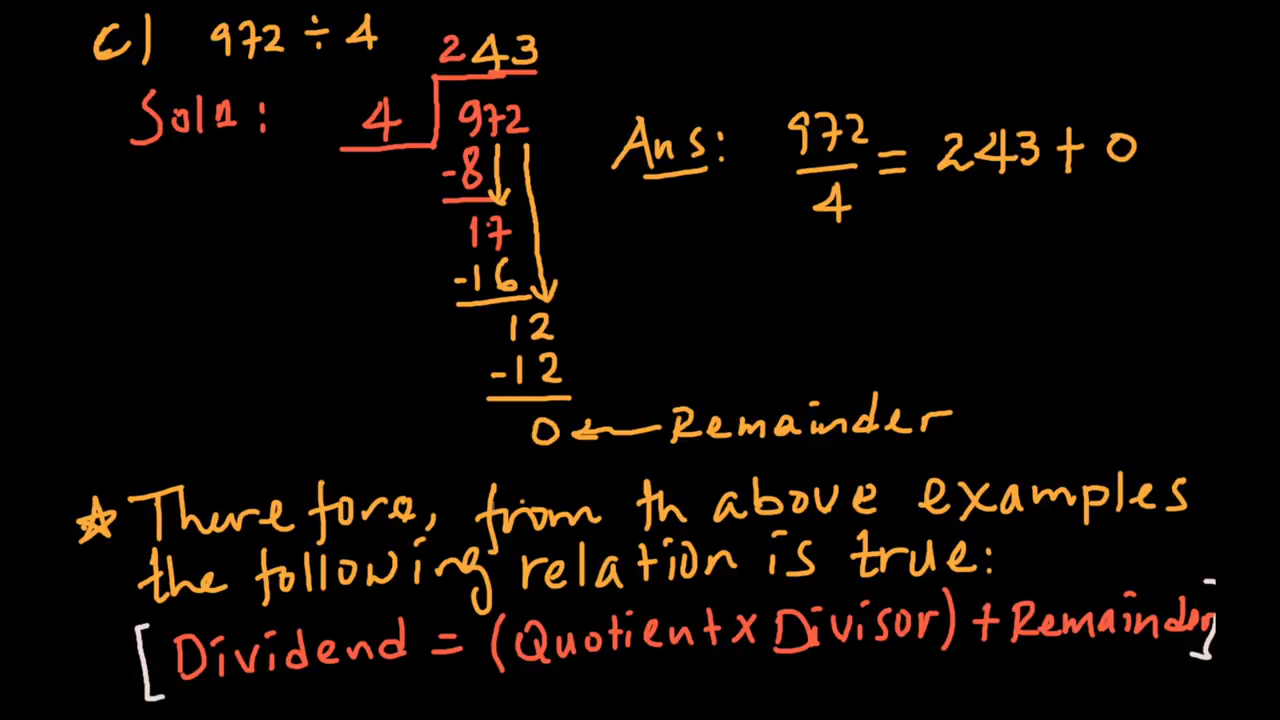 c) 972 ÷ 4
Soln:
243
4 972
-8
17
-16
12
-12
0 ← Remainder
Ans: 972/4 = 243 + 0
☆ Therefore, from th above examples
the following relation is true:
[Dividend = (Quotient x Divisor) + Remainder]